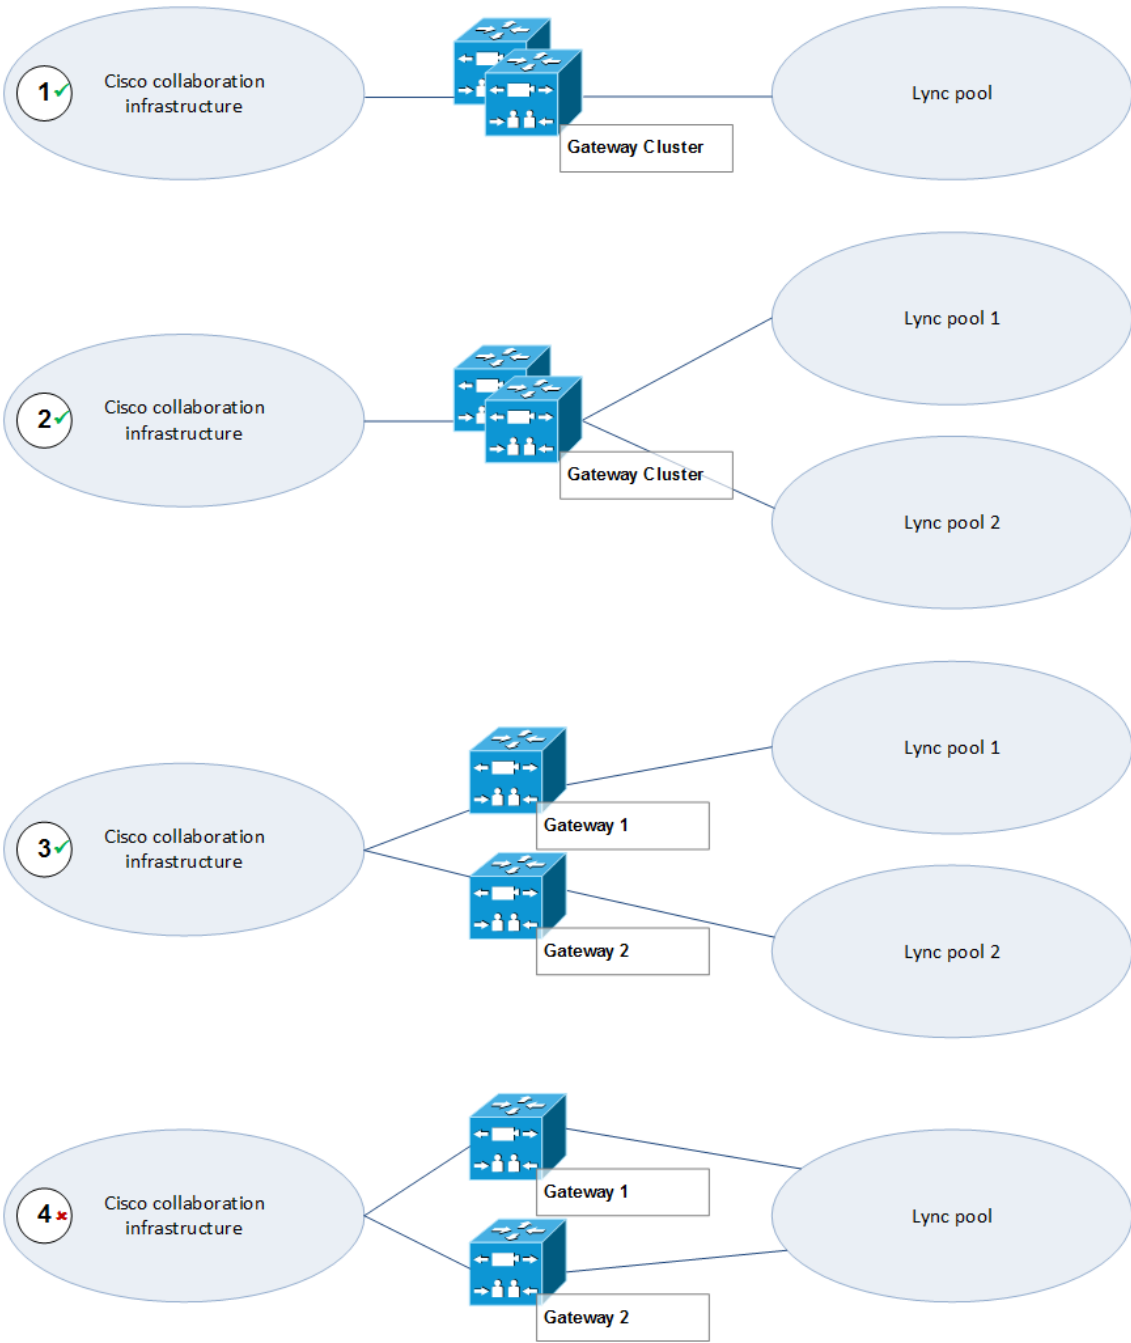 1
Cisco collaboration
infrastructure
Gateway Cluster
Lync pool
2
Cisco collaboration
infrastructure
Gateway Cluster
Lync pool 1
Lync pool 2
3
Cisco collaboration
infrastructure
Gateway 1
Gateway 2
Lync pool 1
Lync pool 2
4
Cisco collaboration
infrastructure
Gateway 1
Gateway 2
Lync pool